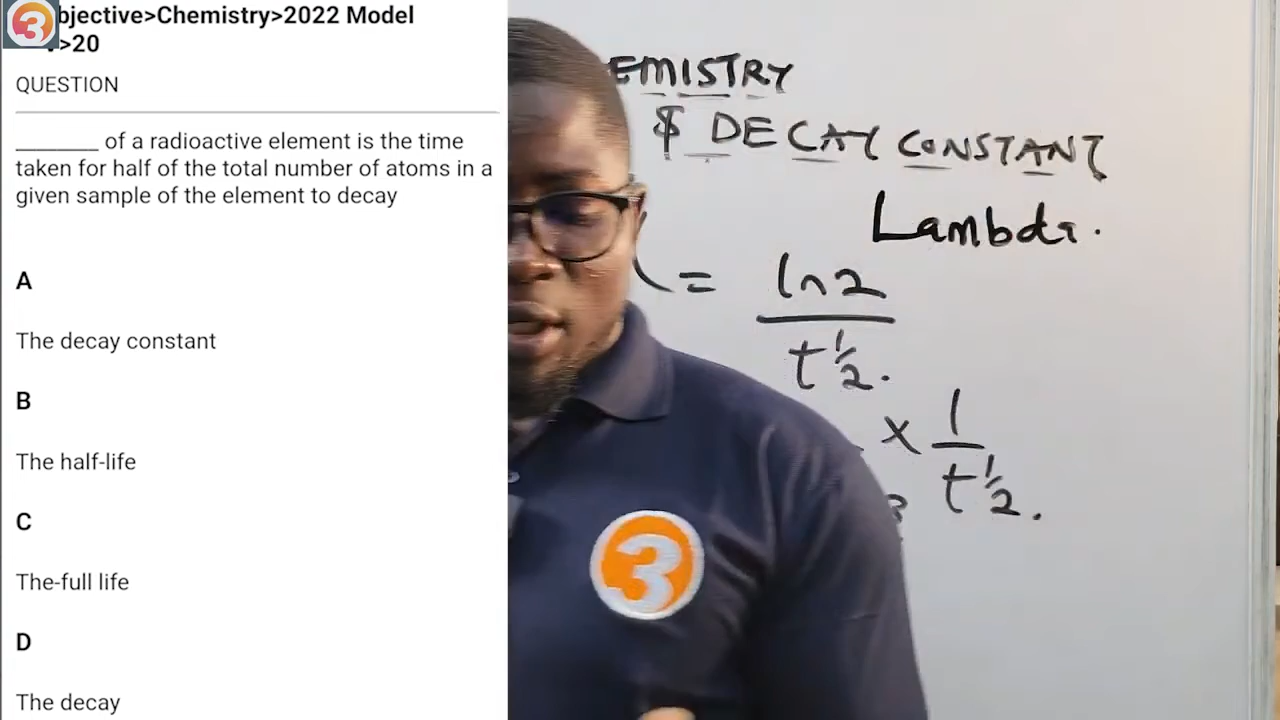 3
bjective>Chemistry>2022 Model
>20
QUESTION
________ of a radioactive element is the time
taken for half of the total number of atoms in a
given sample of the element to decay
A
The decay constant
B
The half-life
C
The-full life
D
The decay
EMISTRY
$ DECAY CONSTANT
Lambda.
= ln2
t½.
x 1
t½.
3